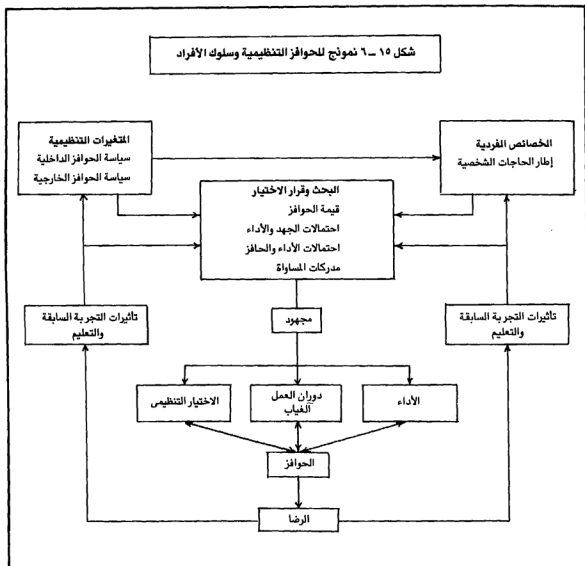 شكل ١٥ – ٦ نموذج للحوافز التنظيمية وسلوك الأفراد
الخصائص الفردية
إطار الحاجات الشخصية
المتغيرات التنظيمية
سياسة الحوافز الداخلية
سياسة الحوافز الخارجية
البحث وقرار الاختيار
قيمة الحوافز
احتمالات الجهد والأداء
احتمالات الأداء والحافز
مدركات المساواة
تأثيرات التجربة السابقة
والتعليم
مجهود
تأثيرات التجربة السابقة
والتعليم
الأداء
دوران العمل
الغياب
الاختيار التنظيمى
الحوافز
الرضا